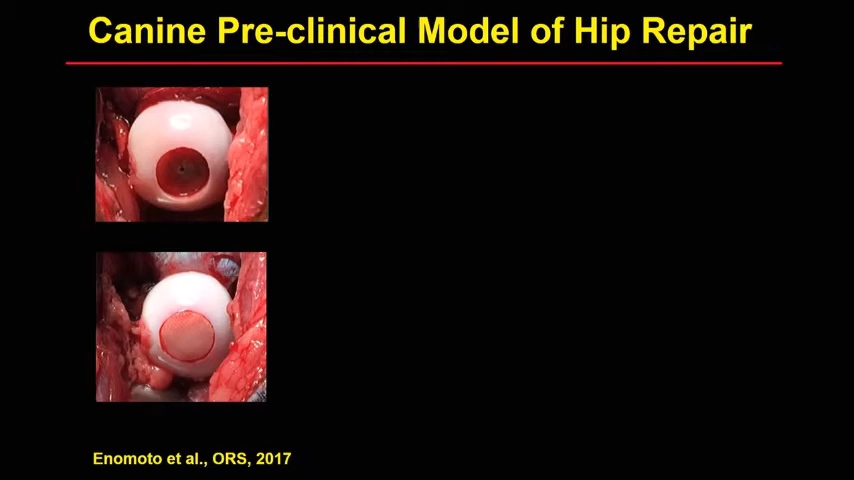 Canine Pre-clinical Model of Hip Repair
Enomoto et al., ORS, 2017